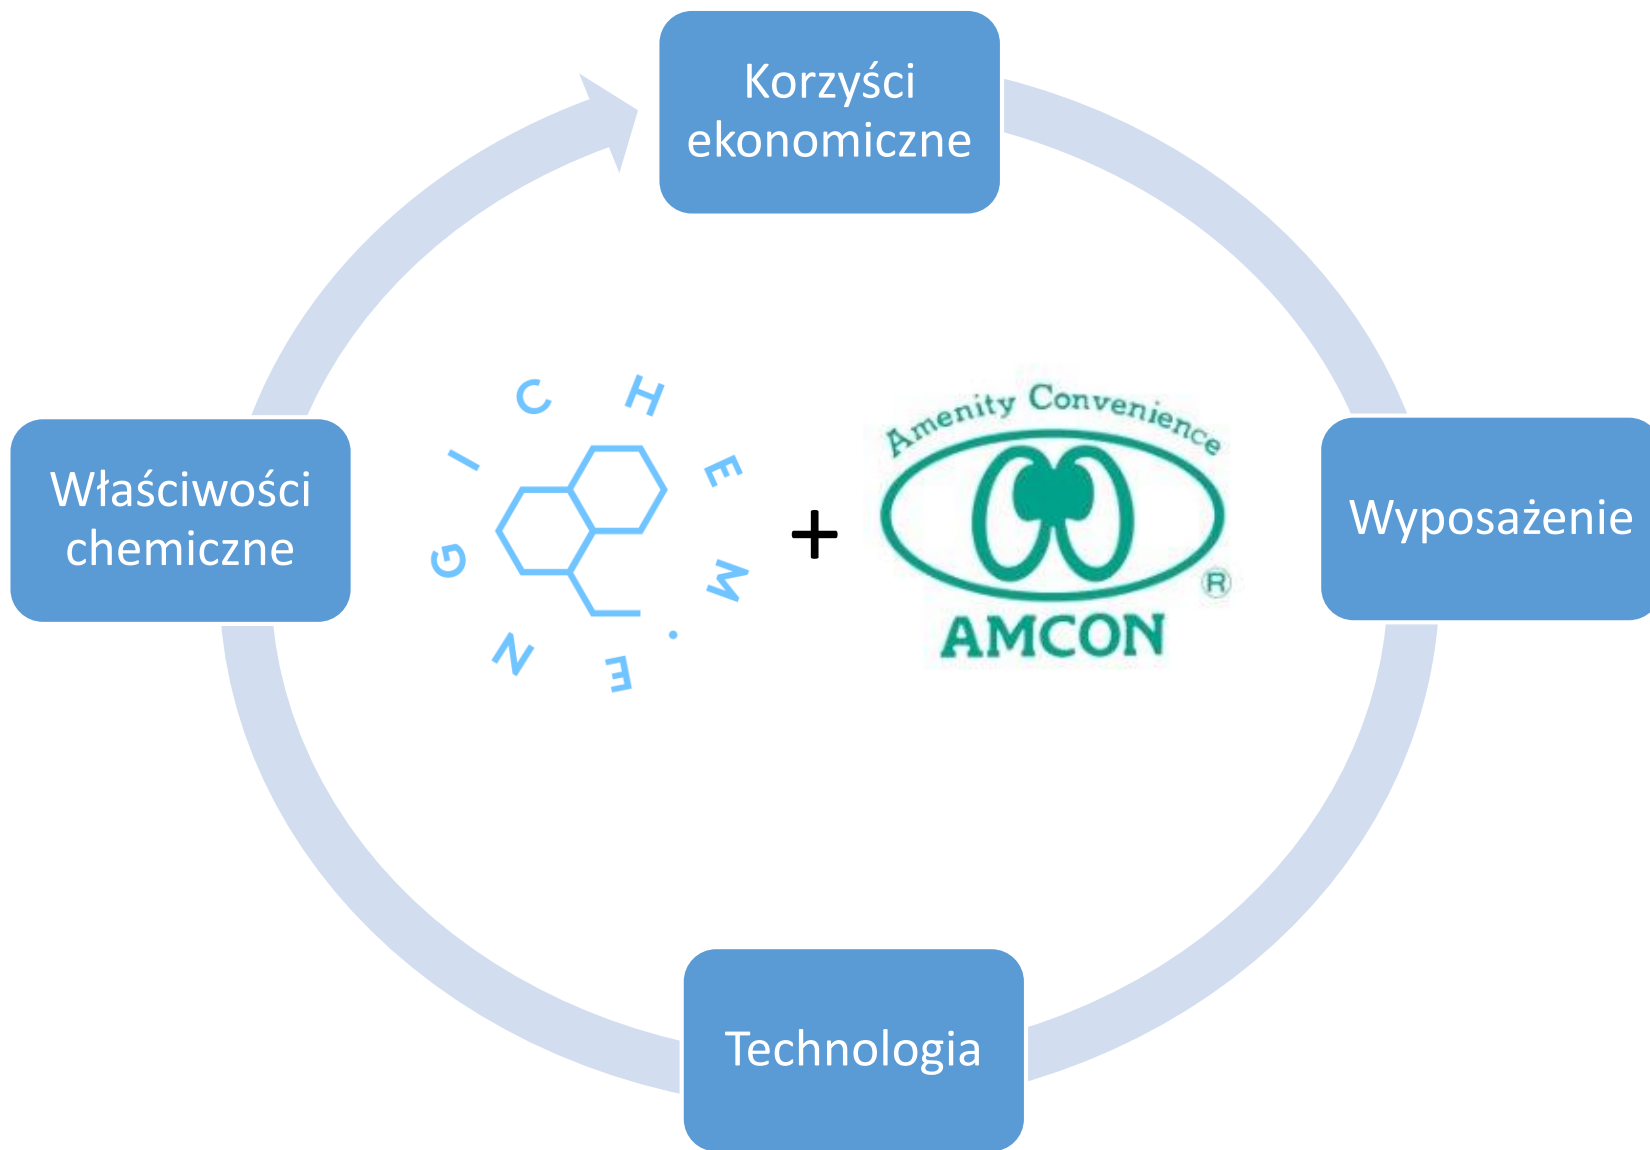 Korzyści
ekonomiczne
Właściwości
chemiczne
CHEM.ENGI
+
Amenity Convenience
®
AMCON
Wyposażenie
Technologia